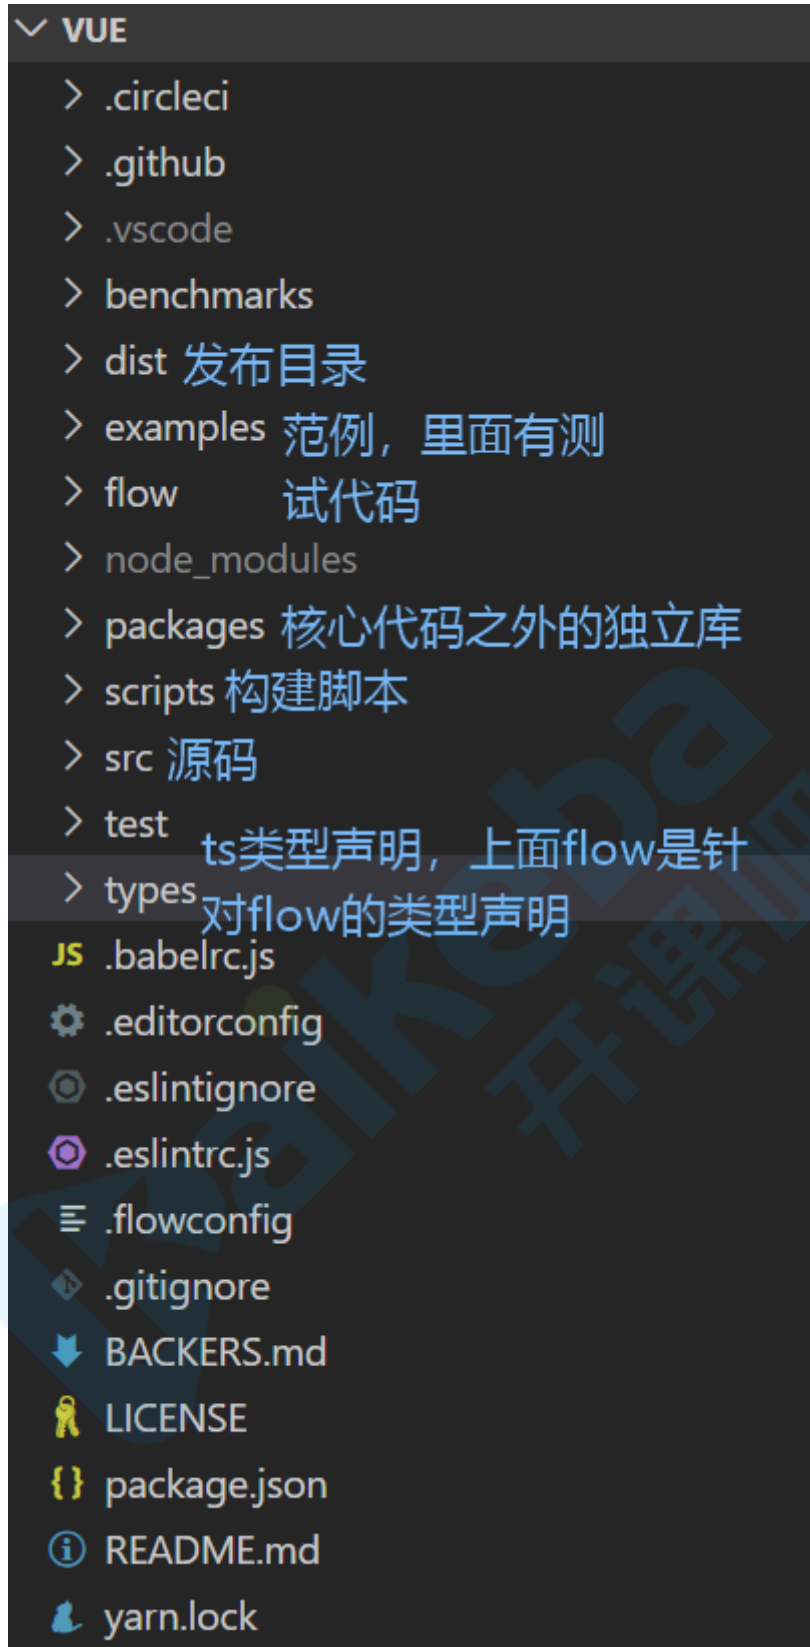 VUE
.circleci
.github
.vscode
benchmarks
dist 发布目录
examples 范例，里面有测
flow 试代码
node_modules
packages 核心代码之外的独立库
scripts 构建脚本
src 源码
test
ts类型声明，上面flow是针
types
对flow的类型声明
JS .babelrc.js
.editorconfig
.eslintignore
.eslintrc.js
.flowconfig
.gitignore
BACKERS.md
LICENSE
{} package.json
README.md
yarn.lock
kaikeba
开课吧